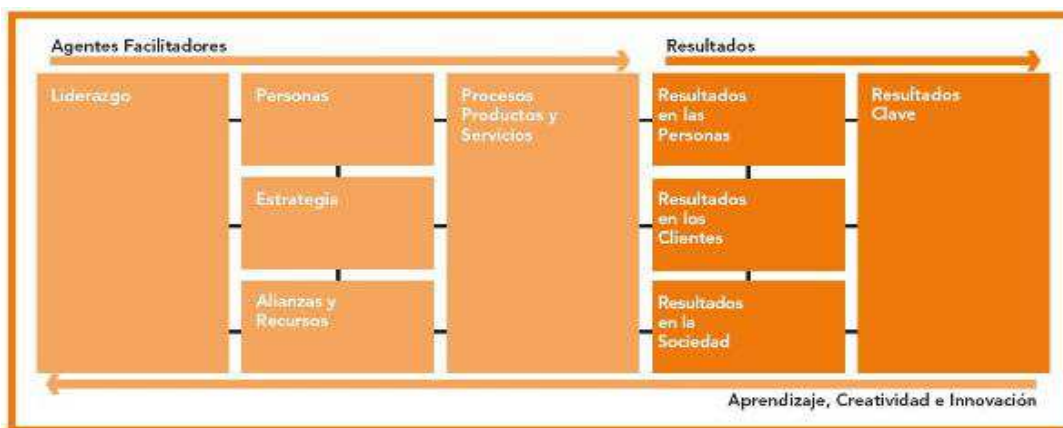 Agentes Facilitadores
Resultados
Liderazgo
Personas
Procesos
Productos y
Servicios
Resultados
en las
Personas
Resultados
Clave
Estrategia
Resultados
en los
Clientes
Alianzas y
Recursos
Resultados
en la
Sociedad
Aprendizaje, Creatividad e Innovación